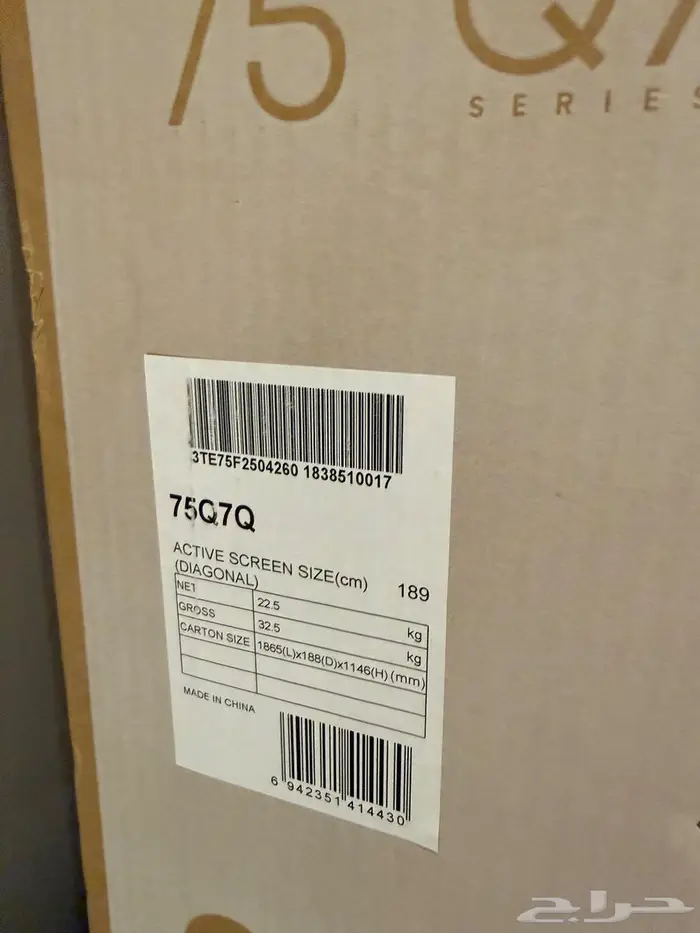 75 Q7
SERIES
3TE75F2504260 1838510017
75Q7Q
ACTIVE SCREEN SIZE(cm) 189
(DIAGONAL)
NET 22.5 kg
GROSS 32.5 kg
CARTON SIZE 1865(L)x188(D)x1146(H) (mm)
MADE IN CHINA
6 942351 414430
حراج